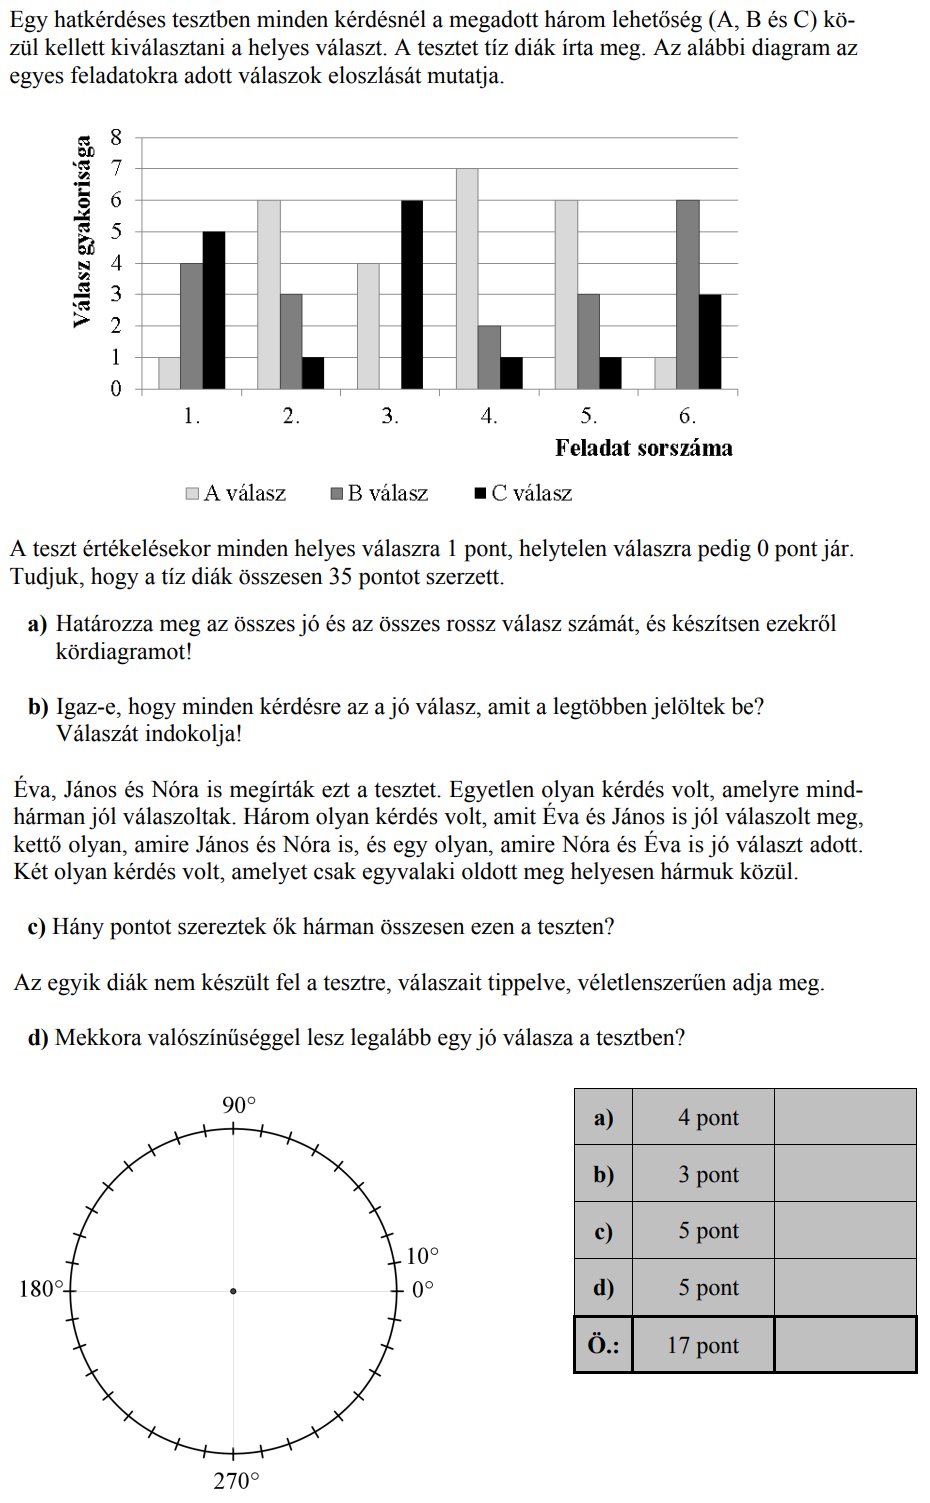 Egy hatkérdéses tesztben minden kérdésnél a megadott három lehetőség (A, B és C) kö-
zül kellett kiválasztani a helyes választ. A tesztet tíz diák írta meg. Az alábbi diagram az
egyes feladatokra adott válaszok eloszlását mutatja.
Válasz gyakorisága
8
7
6
5
4
3
2
1
0
1. 2. 3. 4. 5. 6.
Feladat sorszáma
A válasz B válasz C válasz
A teszt értékelésekor minden helyes válaszra 1 pont, helytelen válaszra pedig 0 pont jár.
Tudjuk, hogy a tíz diák összesen 35 pontot szerzett.
a) Határozza meg az összes jó és az összes rossz válasz számát, és készítsen ezekről
kördiagramot!
b) Igaz-e, hogy minden kérdésre az a jó válasz, amit a legtöbben jelöltek be?
Válaszát indokolja!
Éva, János és Nóra is megírták ezt a tesztet. Egyetlen olyan kérdés volt, amelyre mind-
hárman jól válaszoltak. Három olyan kérdés volt, amit Éva és János is jól válaszolt meg,
kettő olyan, amire János és Nóra is, és egy olyan, amire Nóra és Éva is jó választ adott.
Két olyan kérdés volt, amelyet csak egyvalaki oldott meg helyesen hármuk közül.
c) Hány pontot szereztek ők hárman összesen ezen a teszten?
Az egyik diák nem készült fel a tesztre, válaszait tippelve, véletlenszerűen adja meg.
d) Mekkora valószínűséggel lesz legalább egy jó válasza a tesztben?
90°
10°
180°
0°
270°
a) 4 pont
b) 3 pont
c) 5 pont
d) 5 pont
Ö.: 17 pont